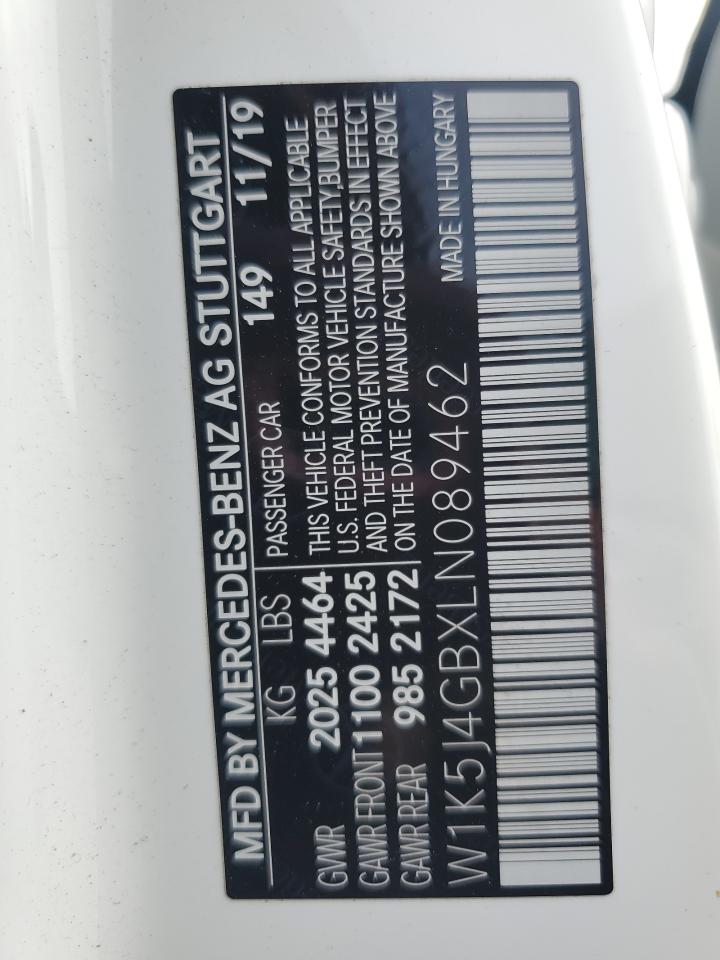 MFD BY MERCEDES-BENZ AG STUTTGART
149 11/19
KG LBS
GVWR 2025 4464
GAWR FRONT 1100 2425
GAWR REAR 985 2172
PASSENGER CAR
THIS VEHICLE CONFORMS TO ALL APPLICABLE
U.S. FEDERAL MOTOR VEHICLE SAFETY,BUMPER
AND THEFT PREVENTION STANDARDS IN EFFECT
ON THE DATE OF MANUFACTURE SHOWN ABOVE
MADE IN HUNGARY
W1K5J4GBXLN089462